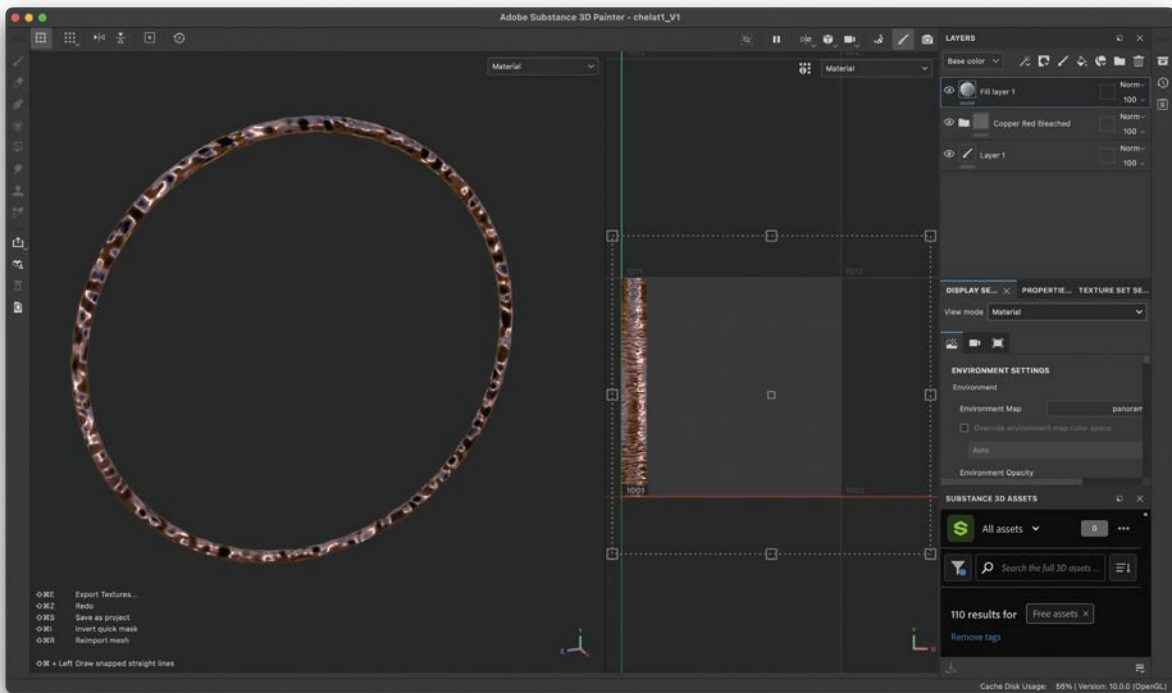 Adobe Substance 3D Painter - chelat1_V1
Material
Material
1011
1012
1001
1002
⇧⌘E Export Textures...
⇧⌘Z Redo
⇧⌘S Save as project
⇧⌘I Invert quick mask
⇧⌘R Reimport mesh
⇧⌘ + Left Draw snapped straight lines
Y
Z
LAYERS
Base color
Fill layer 1
Norm
100
Copper Red Bleached
Norm
100
Layer 1
Norm
100
DISPLAY SE...
PROPERTIE...
TEXTURE SET SE...
View mode
Material
ENVIRONMENT SETTINGS
Environment
Environment Map
panoram
Override environment map color space
Auto
Environment Opacity
SUBSTANCE 3D ASSETS
All assets
0
Search the full 3D assets ...
110 results for
Free assets ×
Remove tags
Cache Disk Usage: 56% | Version: 10.0.0 (OpenGL)